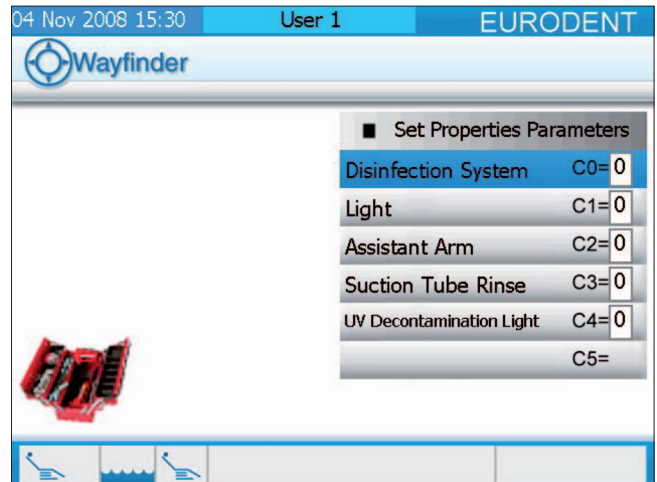 04 Nov 2008 15:30 User 1 EURODENT
Wayfinder
Set Properties Parameters
Disinfection System C0= 0
Light C1= 0
Assistant Arm C2= 0
Suction Tube Rinse C3= 0
UV Decontamination Light C4= 0
C5=